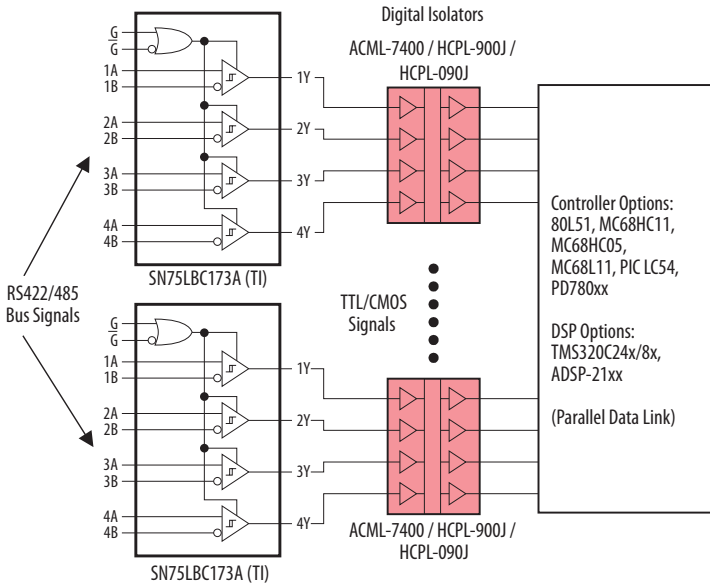 Digital Isolators
ACML-7400 / HCPL-900J /
HCPL-090J
G
G
1A
1B
2A
2B
3A
3B
4A
4B
1Y
2Y
3Y
4Y
SN75LBC173A (TI)
RS422/485
Bus Signals
TTL/CMOS
Signals
Controller Options:
80L51, MC68HC11,
MC68HC05,
MC68L11, PIC LC54,
PD780xx
DSP Options:
TMS320C24x/8x,
ADSP-21xx
(Parallel Data Link)
G
G
1A
1B
2A
2B
3A
3B
4A
4B
1Y
2Y
3Y
4Y
SN75LBC173A (TI)
ACML-7400 / HCPL-900J /
HCPL-090J